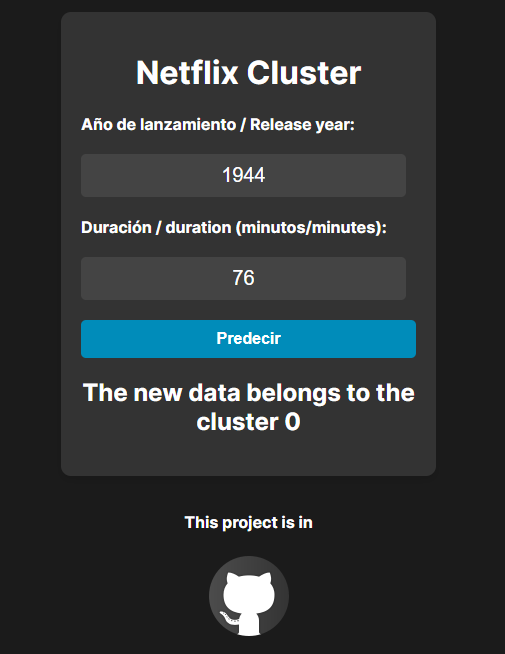 Netflix Cluster
Año de lanzamiento / Release year:
1944
Duración / duration (minutos/minutes):
76
Predecir
The new data belongs to the
cluster 0
This project is in